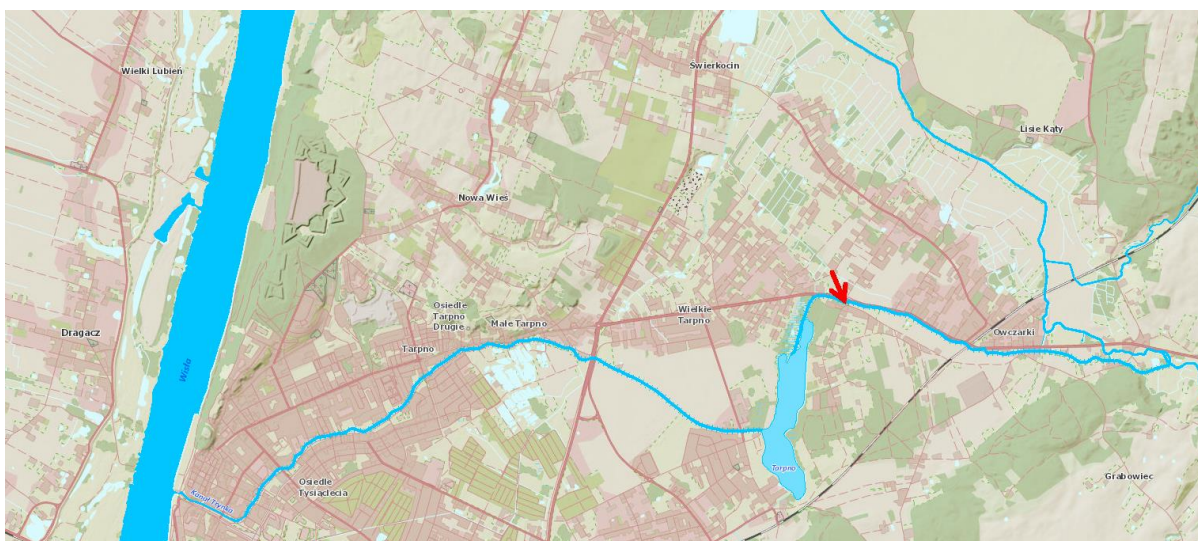 Wielki Lubień
Świerkocin
Lisie Kąty
Nowa Wieś
Osiedle
Tarpno
Drugie
Małe Tarpno
Wielkie
Tarpno
Dragacz
Wisła
Tarpno
Owczarki
Tarpno
Grabowiec
Osiedle
Tysiąclecia
Kanał Trynka